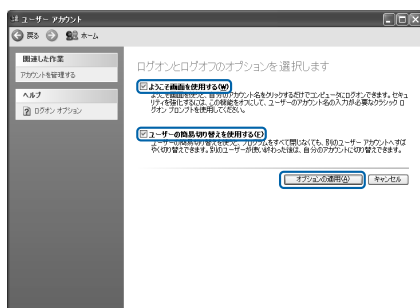 ユーザー アカウント
戻る
ホーム
関連した作業
アカウントを管理する
ヘルプ
ログオン オプション
ログオンとログオフのオプションを選択します
ようこそ画面を使用する(W)
ようこそ画面を使うと、自分のアカウント名をクリックするだけでコンピュータにログオンできます。セキュ
リティを強化するには、この機能をオフにして、ユーザーのアカウント名の入力が必要なクラシック ロ
グオン プロンプトを使用してください。
ユーザーの簡易切り替えを使用する(E)
ユーザーの簡易切り替えを使うと、プログラムをすべて閉じなくても、別のユーザー アカウントへすば
やく切り替えできます。別のユーザーが使い終わった後は、自分のアカウントに切り替えできます。
オプションの適用(A)
キャンセル